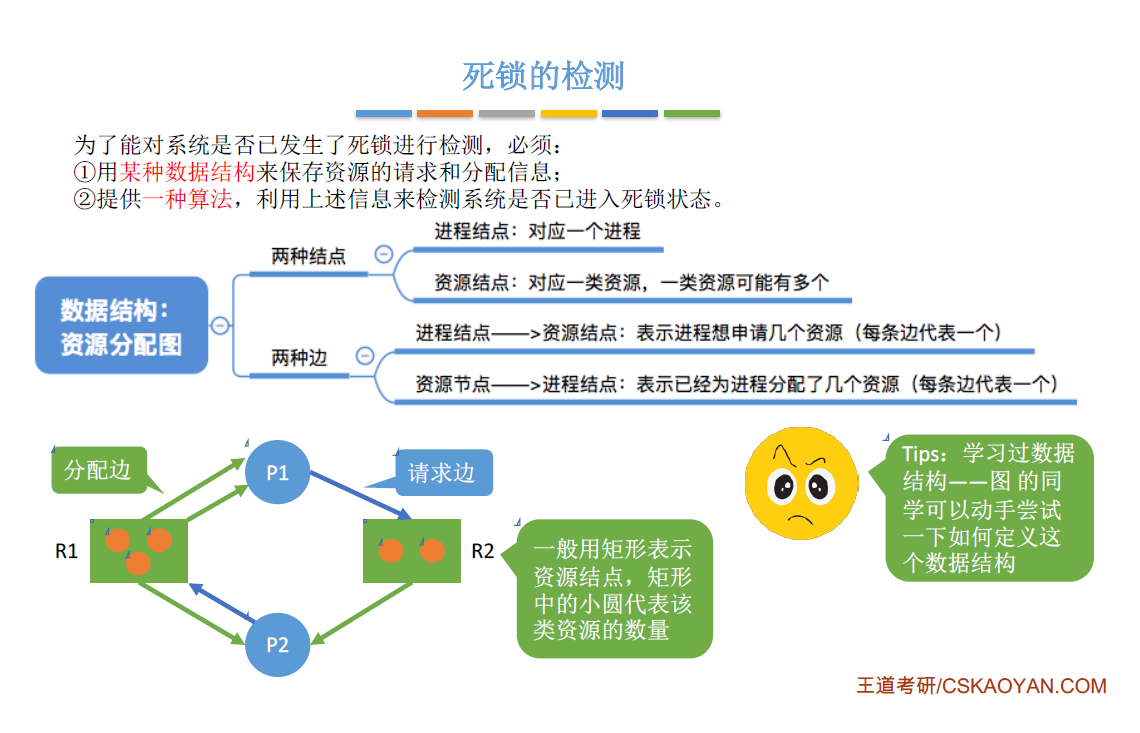 死锁的检测
为了能对系统是否已发生了死锁进行检测，必须：
①用某种数据结构来保存资源的请求和分配信息；
②提供一种算法，利用上述信息来检测系统是否已进入死锁状态。
数据结构：
资源分配图
两种结点
进程结点：对应一个进程
资源结点：对应一类资源，一类资源可能有多个
两种边
进程结点——>资源结点：表示进程想申请几个资源（每条边代表一个）
资源节点——>进程结点：表示已经为进程分配了几个资源（每条边代表一个）
分配边
P1
请求边
R1
R2
P2
一般用矩形表示
资源结点，矩形
中的小圆代表该
类资源的数量
Tips：学习过数据
结构——图 的同
学可以动手尝试
一下如何定义这
个数据结构
王道考研/CSKAOYAN.COM